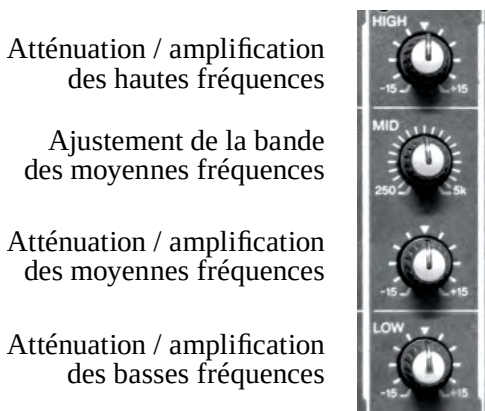 Atténuation / amplification
des hautes fréquences
HIGH
-15
+15
Ajustement de la bande
des moyennes fréquences
MID
250
5k
Atténuation / amplification
des moyennes fréquences
-15
+15
Atténuation / amplification
des basses fréquences
LOW
-15
+15